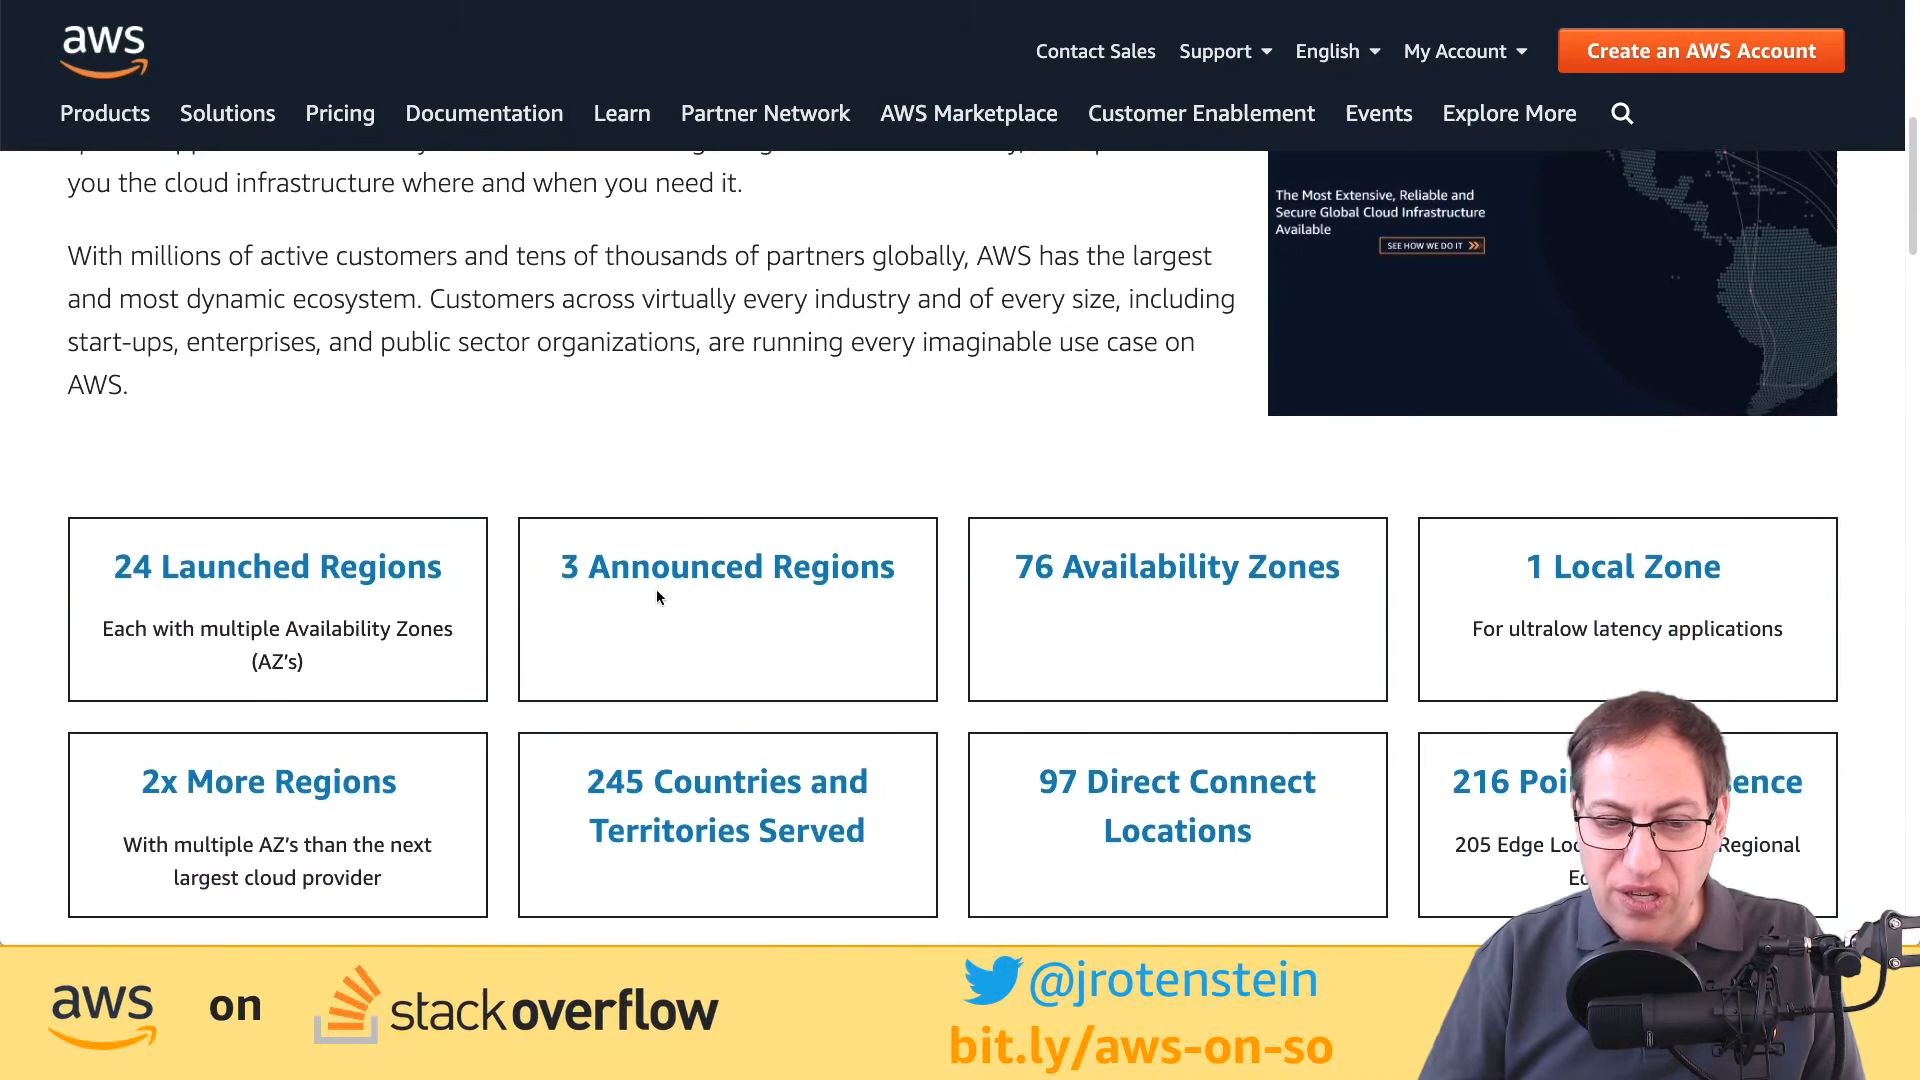 aws
Contact Sales Support English My Account Create an AWS Account
Products Solutions Pricing Documentation Learn Partner Network AWS Marketplace Customer Enablement Events Explore More
you the cloud infrastructure where and when you need it.
With millions of active customers and tens of thousands of partners globally, AWS has the largest
and most dynamic ecosystem. Customers across virtually every industry and of every size, including
start-ups, enterprises, and public sector organizations, are running every imaginable use case on
AWS.
The Most Extensive, Reliable and
Secure Global Cloud Infrastructure
Available
SEE HOW WE DO IT
24 Launched Regions
Each with multiple Availability Zones
(AZ's)
3 Announced Regions
76 Availability Zones
1 Local Zone
For ultralow latency applications
2x More Regions
With multiple AZ's than the next
largest cloud provider
245 Countries and
Territories Served
97 Direct Connect
Locations
216
205 Edge Regional
aws on stackoverflow
@jrotenstein
bit.ly/aws-on-so